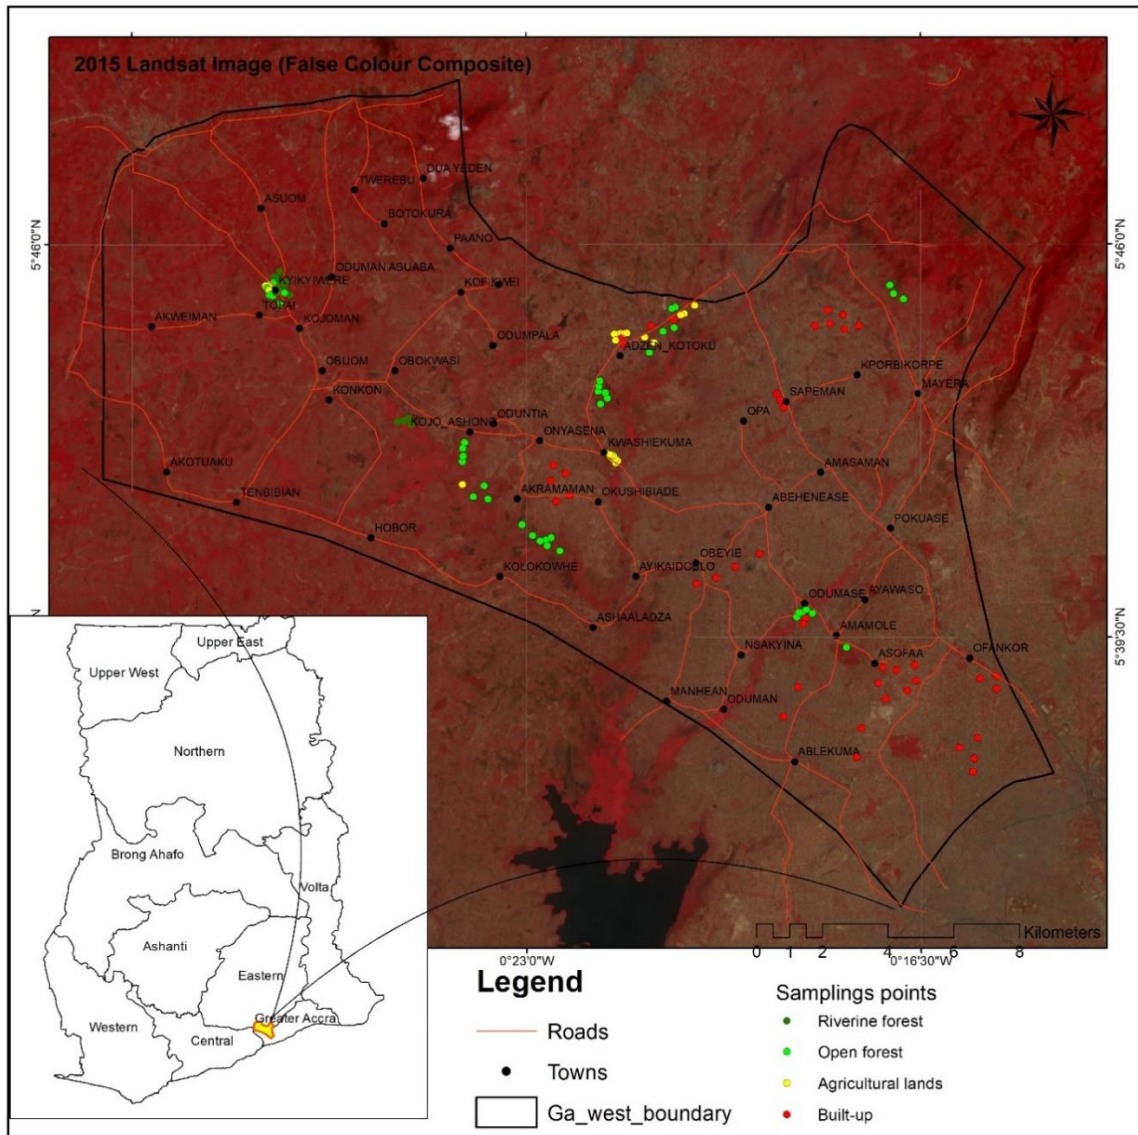 2015 Landsat Image (False Colour Composite)
DUA YEDEN
TWEREBU
ASUOM
BOTOKURA
5°46'0"N
PAANO
5°46'0"N
ODUMAN ASUABA
KYIKYIWERE
KOFI KWEI
TOPAI
AKWEIMAN
KOJOMAN
ODUMPALA
ADZEN_KOTOKU
OBUOM
OBOKWASI
KPORBIKORPE
KONKON
SAPEMAN
MAYERA
KOJO_ASHONG
ODUNTIA
OPA
ONYASENA
KWASHIEKUMA
AKOTUAKU
AMASAMAN
TENBIBIAN
AKRAMAMAN
OKUSHIBIADE
ABEHENEASE
POKUASE
HOBOR
OBEYIE
KOLOKOWHE
ODUMASE
AYAWASO
ASHAALADZA
AMAMOLE
5°39'30"N
NSAKYINA
ASOFAA
OFANKOR
MANHEAN
ODUMAN
ABLEKUMA
Upper East
Upper West
Northern
Brong Ahafo
Volta
Ashanti
Eastern
Greater Accra
Western
Central
Kilometers
0 1 2 4 6 8
0°23'0"W
0°16'30"W
Legend
Roads
Towns
Ga_west_boundary
Samplings points
Riverine forest
Open forest
Agricultural lands
Built-up